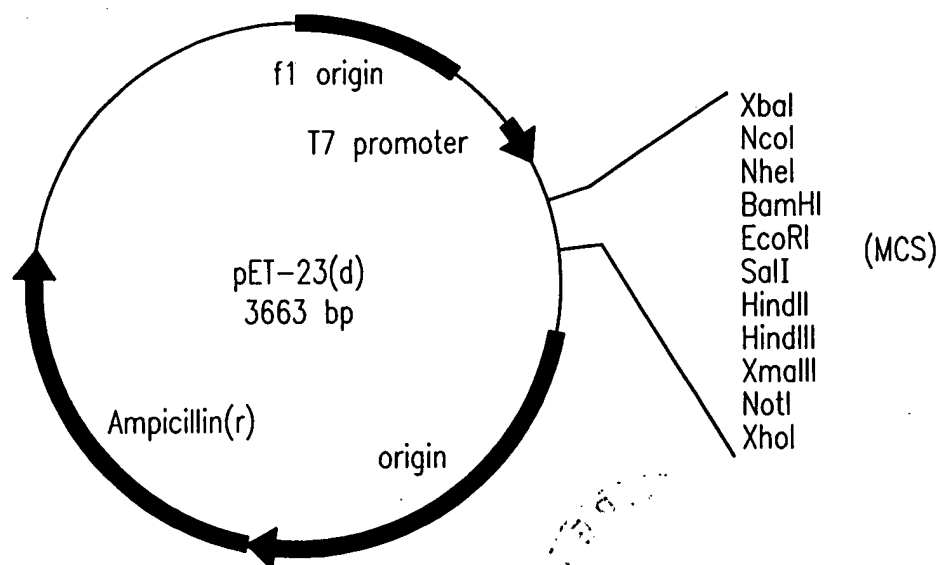 f1 origin
T7 promoter
pET-23(d)
3663 bp
Ampicillin(r)
origin
XbaI
NcoI
NheI
BamHI
EcoRI
SalI
HindII
HindIII
XmaIII
NotI
XhoI
(MCS)